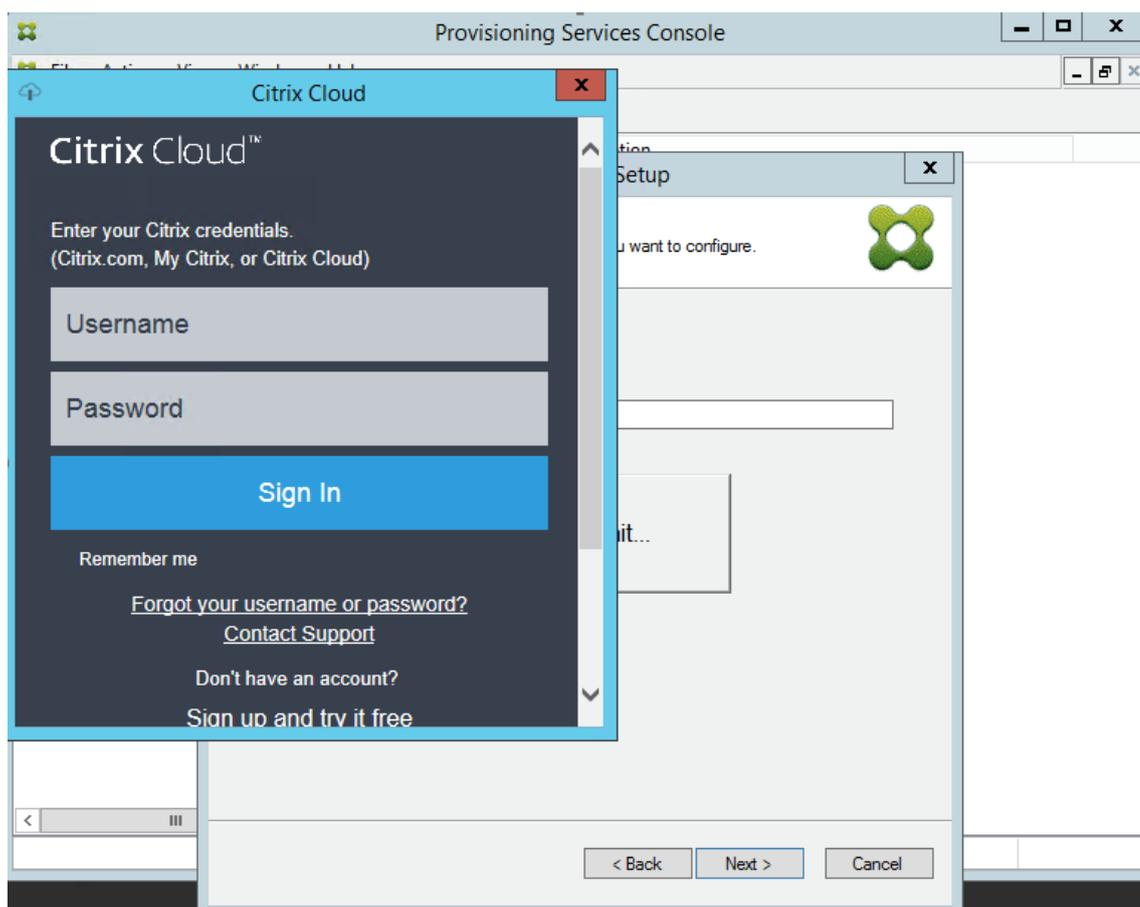 Provisioning Services Console
Citrix Cloud
Citrix Cloud™
Enter your Citrix credentials.
(Citrix.com, My Citrix, or Citrix Cloud)
Username
Password
Sign In
Remember me
Forgot your username or password?
Contact Support
Don't have an account?
Sign up and try it free
Setup
want to configure.
< Back
Next >
Cancel